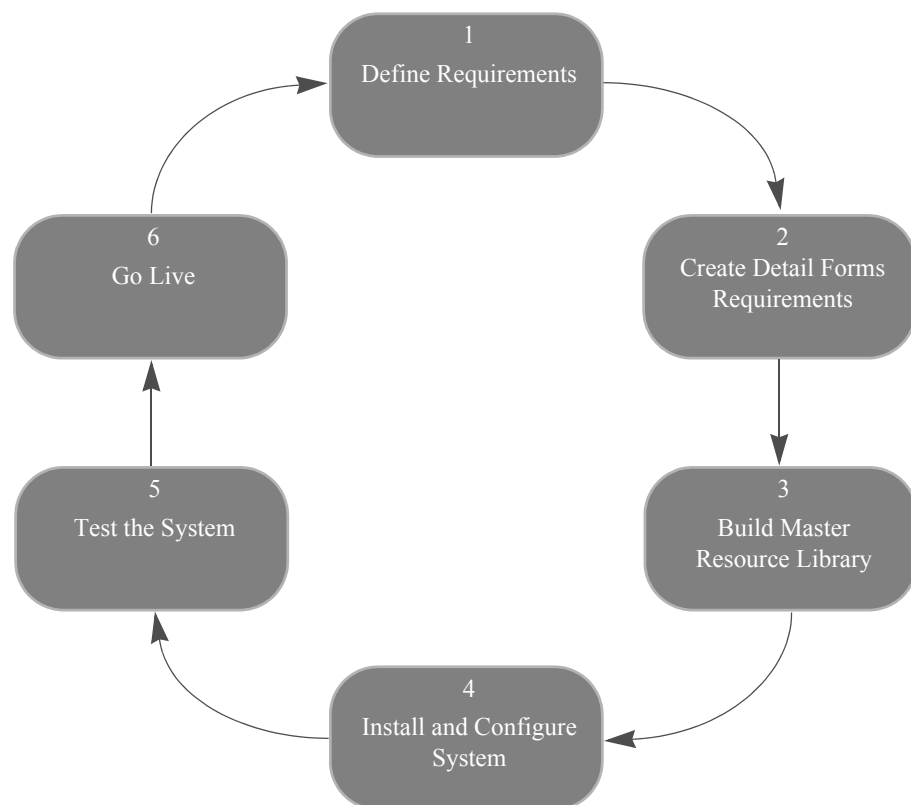 1
Define Requirements
2
Create Detail Forms
Requirements
3
Build Master
Resource Library
4
Install and Configure
System
5
Test the System
6
Go Live